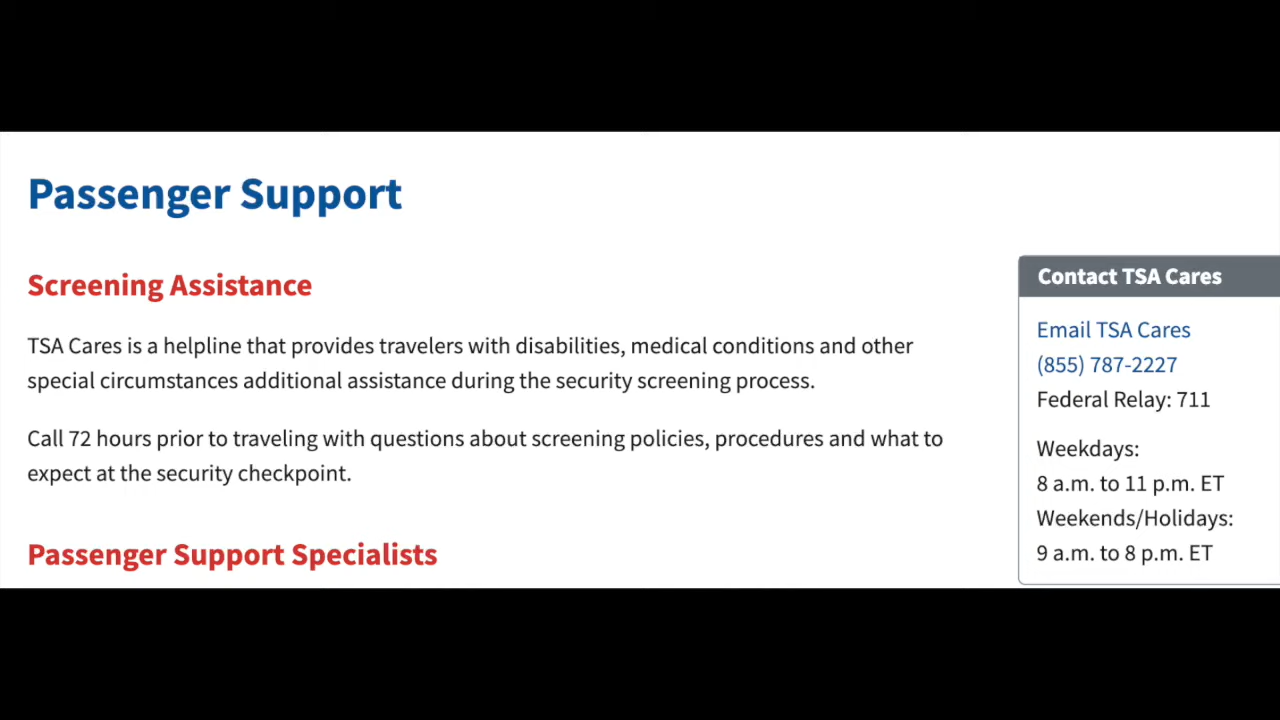 Passenger Support
Screening Assistance
TSA Cares is a helpline that provides travelers with disabilities, medical conditions and other
special circumstances additional assistance during the security screening process.
Call 72 hours prior to traveling with questions about screening policies, procedures and what to
expect at the security checkpoint.
Passenger Support Specialists
Contact TSA Cares
Email TSA Cares
(855) 787-2227
Federal Relay: 711
Weekdays:
8 a.m. to 11 p.m. ET
Weekends/Holidays:
9 a.m. to 8 p.m. ET